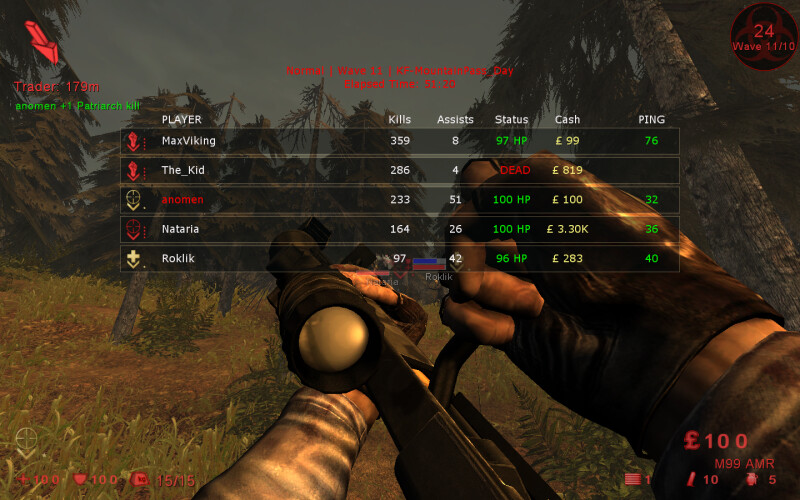 24
Wave 11/10
Normal | Wave 11 | KF-MountainPass | Day
Trader 179m
Elapsed Time: 51:20
anomen +1 Patriarch kill
PLAYER Kills Assists Status Cash PING
MaxViking 359 8 97 HP £ 99 76
The_Kid 286 4 DEAD £ 819
anomen 233 51 100 HP £ 100 32
Nataria 164 26 100 HP £ 3.30K 36
Roklik 97 42 96 HP £ 283 40
Nataria Roklik
£100
M99 AMR
100 100 15/15 1 10 5